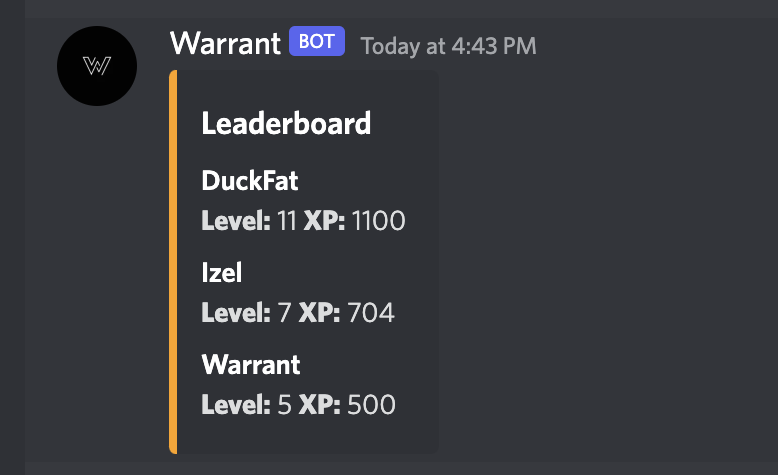 Warrant BOT Today at 4:43 PM
W
Leaderboard
DuckFat
Level: 11 XP: 1100
Izel
Level: 7 XP: 704
Warrant
Level: 5 XP: 500